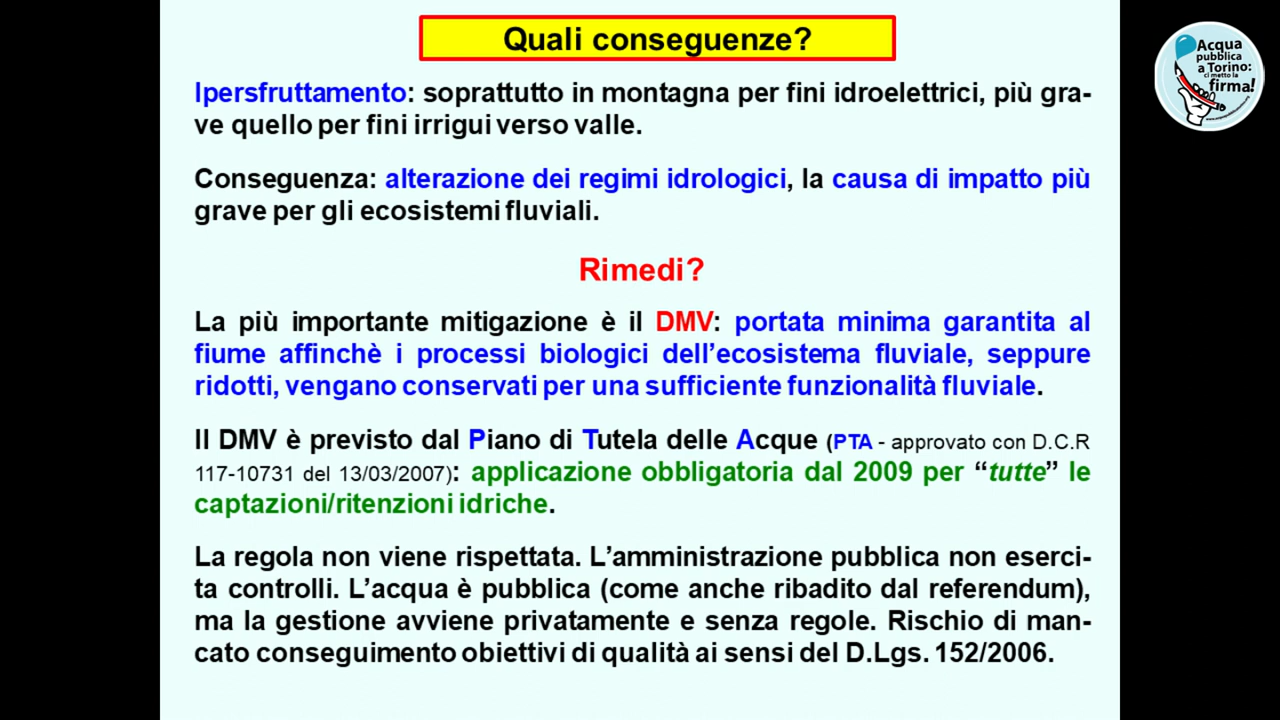 Quali conseguenze?
Ipersfruttamento: soprattutto in montagna per fini idroelettrici, più gra-
ve quello per fini irrigui verso valle.
Conseguenza: alterazione dei regimi idrologici, la causa di impatto più
grave per gli ecosistemi fluviali.
Rimedi?
La più importante mitigazione è il DMV: portata minima garantita al
fiume affinchè i processi biologici dell'ecosistema fluviale, seppure
ridotti, vengano conservati per una sufficiente funzionalità fluviale.
Il DMV è previsto dal Piano di Tutela delle Acque (PTA - approvato con D.C.R
117-10731 del 13/03/2007): applicazione obbligatoria dal 2009 per “tutte” le
captazioni/ritenzioni idriche.
La regola non viene rispettata. L'amministrazione pubblica non eserci-
ta controlli. L'acqua è pubblica (come anche ribadito dal referendum),
ma la gestione avviene privatamente e senza regole. Rischio di man-
cato conseguimento obiettivi di qualità ai sensi del D.Lgs. 152/2006.
Acqua
pubblica
a Torino:
ci metto la
firma!